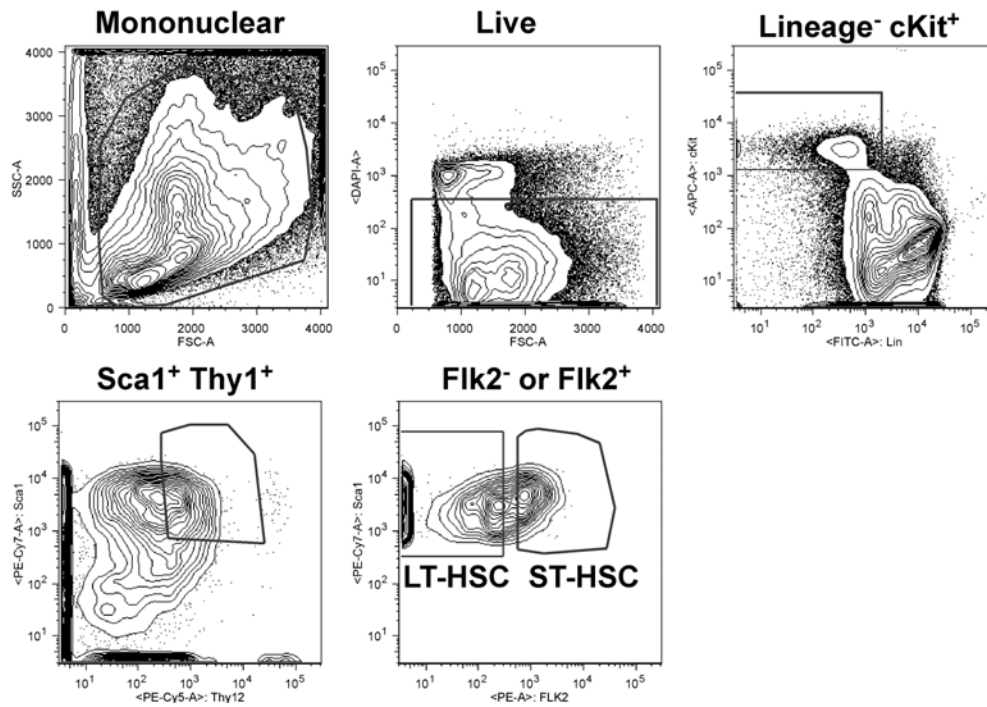 Mononuclear
4000
3000
2000
1000
0
SSC-A
0 1000 2000 3000 4000
FSC-A
Live
10⁵
10⁴
10³
10²
10¹
<DAPI-A>
0 1000 2000 3000 4000
FSC-A
Lineage⁻ cKit⁺
10⁵
10⁴
10³
10²
10¹
<APC-A>: cKit
10¹ 10² 10³ 10⁴ 10⁵
<FITC-A>: Lin
Sca1⁺ Thy1⁺
10⁵
10⁴
10³
10²
10¹
<PE-Cy7-A>: Sca1
10¹ 10² 10³ 10⁴ 10⁵
<PE-Cy5-A>: Thy12
Flk2⁻ or Flk2⁺
10⁵
10⁴
10³
10²
10¹
<PE-Cy7-A>: Sca1
LT-HSC ST-HSC
10¹ 10² 10³ 10⁴ 10⁵
<PE-A>: FLK2